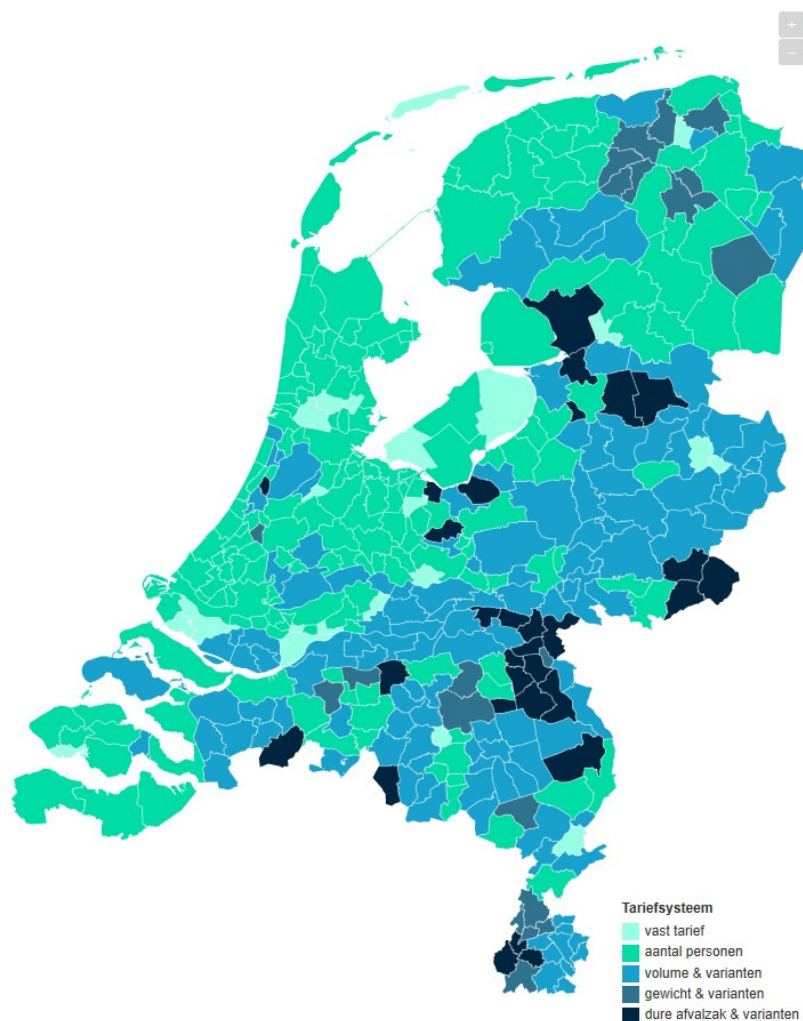 +
−
Tariefsysteem
vast tarief
aantal personen
volume & varianten
gewicht & varianten
dure afvalzak & varianten